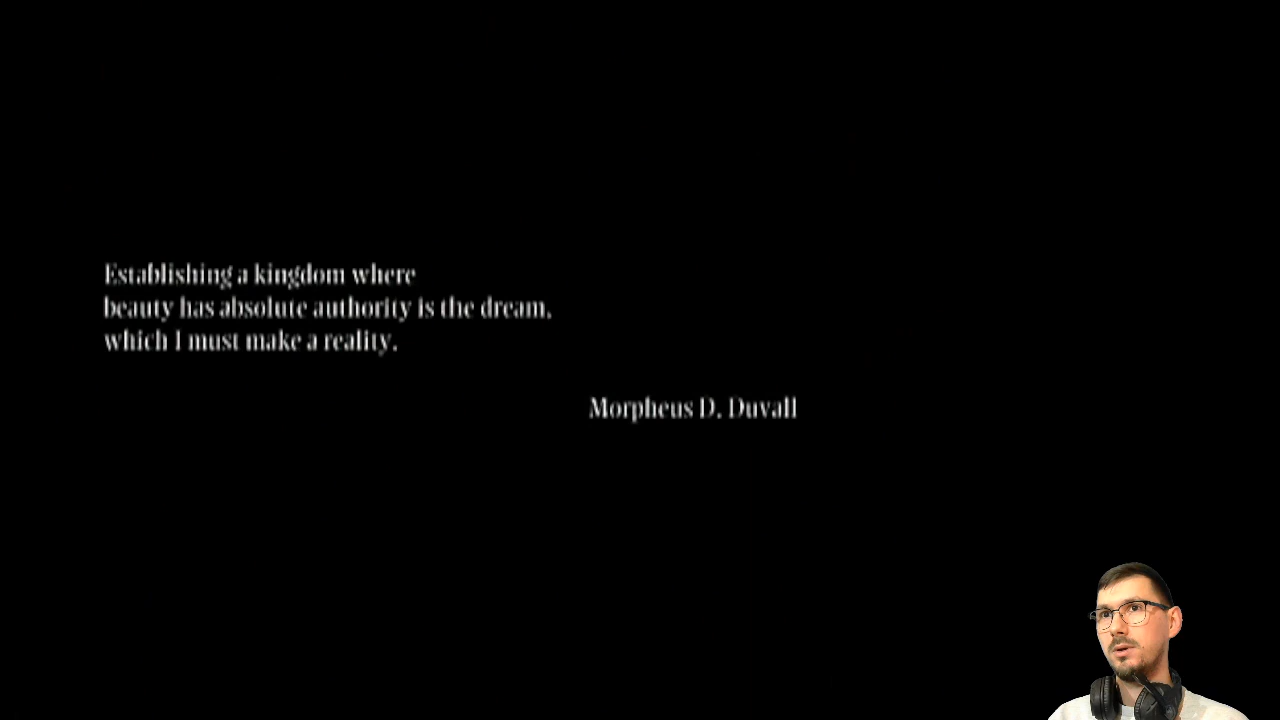 Establishing a kingdom where
beauty has absolute authority is the dream,
which I must make a reality.
Morpheus D. Duvall